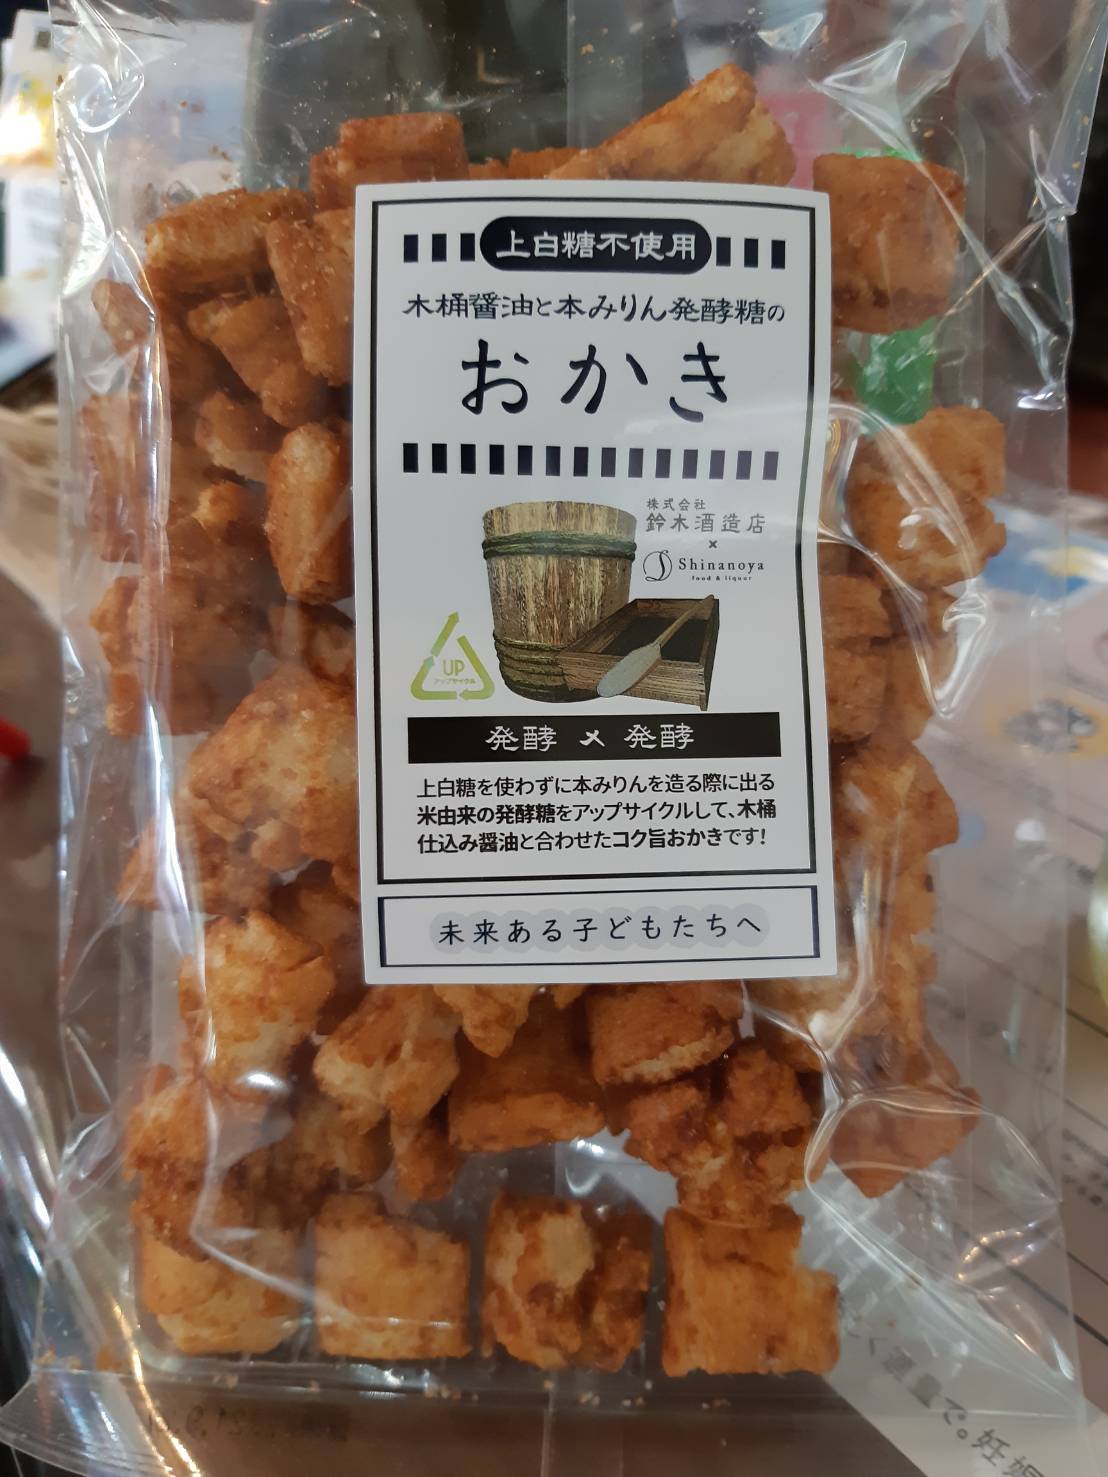 上白糖不使用
木桶醤油と本みりん発酵糖の
おかき
株式会社
鈴木酒造店
×
Shinanoya
food & liquor
UP
アップサイクル
発酵 × 発酵
上白糖を使わずに本みりんを造る際に出る
米由来の発酵糖をアップサイクルして、木桶
仕込み醤油と合わせたコク旨おかきです!
未来ある子どもたちへ
適量で。妊娠